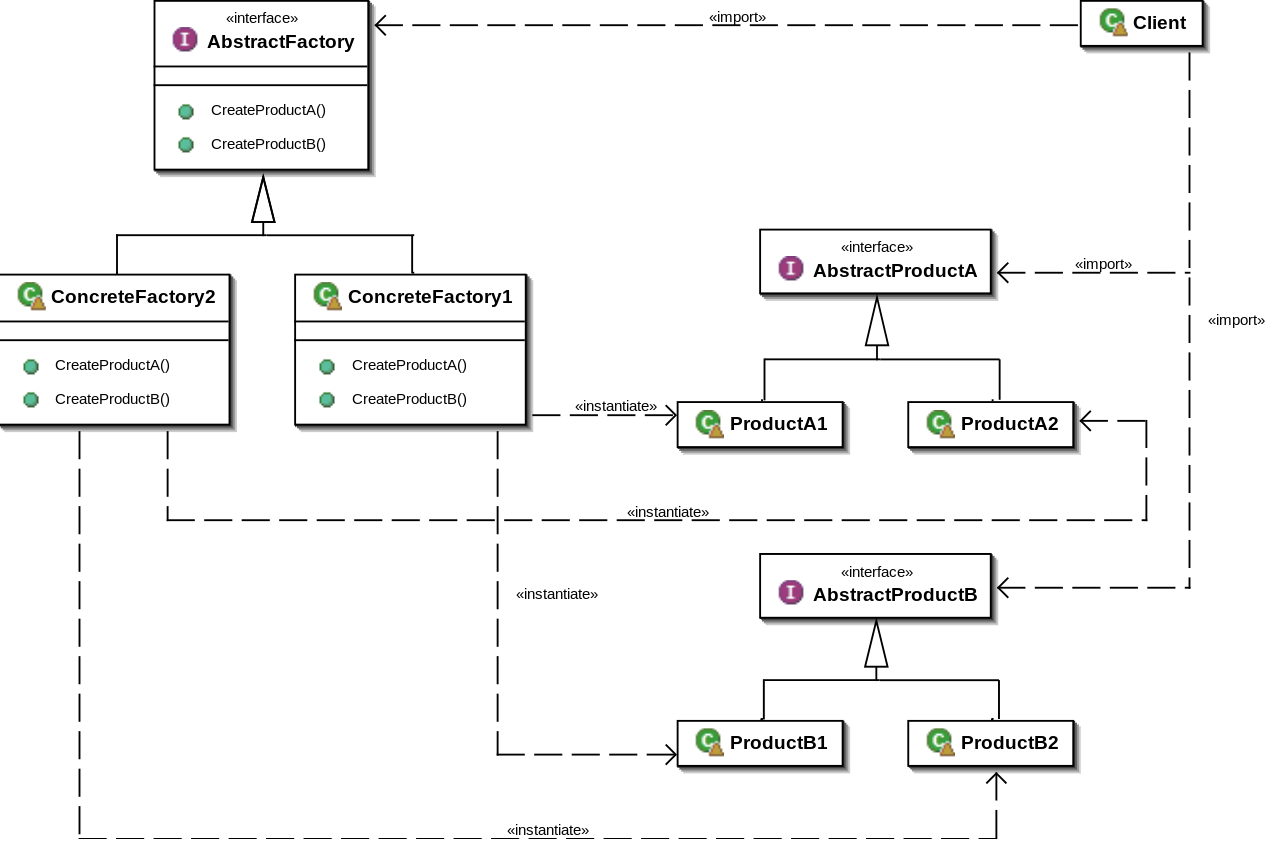 «interface»
I AbstractFactory
«import»
C Client
CreateProductA()
CreateProductB()
«interface»
I AbstractProductA
«import»
C ConcreteFactory2
C ConcreteFactory1
«import»
CreateProductA()
CreateProductA()
CreateProductB()
CreateProductB()
«instantiate»
C ProductA1
C ProductA2
«instantiate»
«interface»
I AbstractProductB
«instantiate»
C ProductB1
C ProductB2
«instantiate»